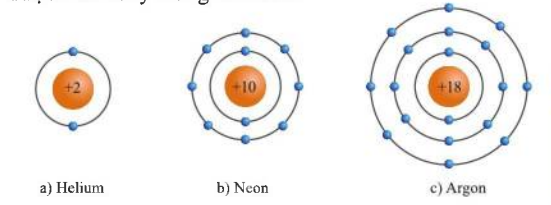 +2
+10
+18
a) Helium
b) Neon
c) Argon